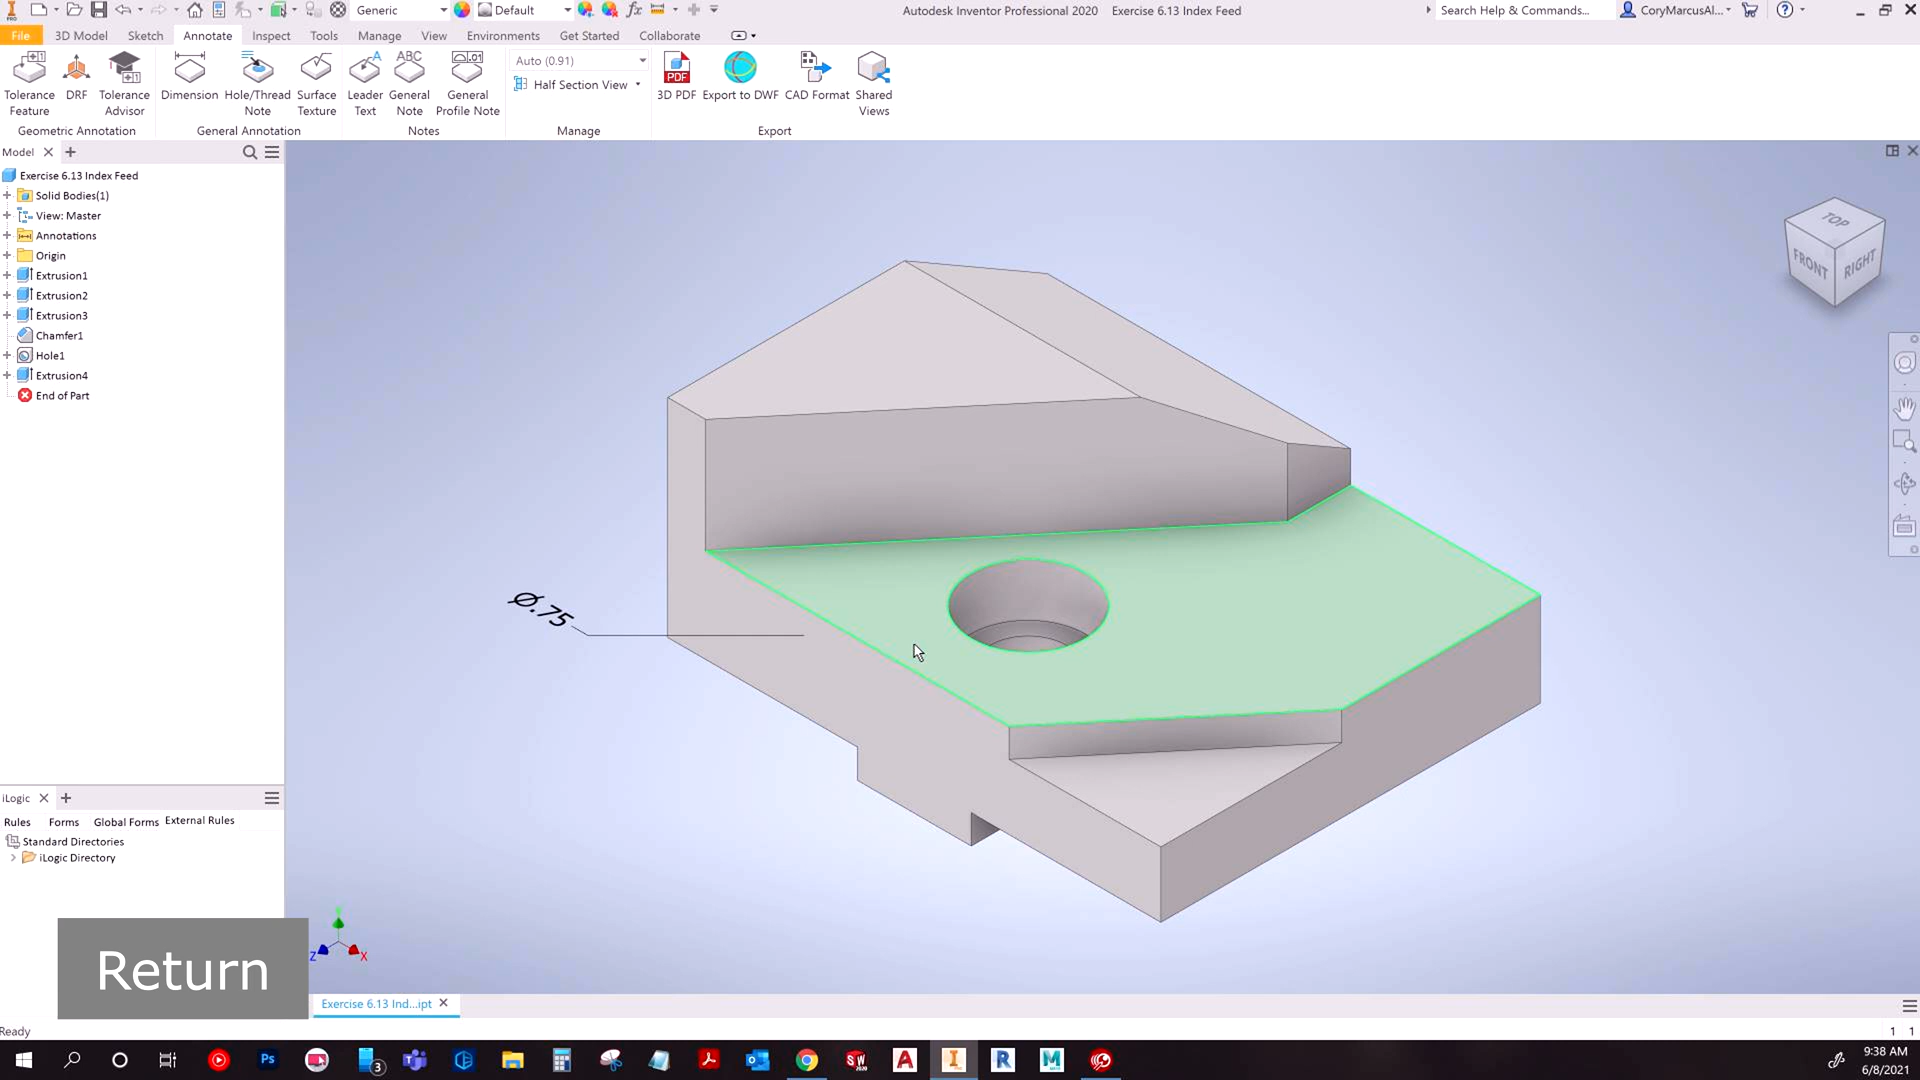 Generic
Default
Autodesk Inventor Professional 2020 Exercise 6.13 Index Feed
Search Help & Commands...
CoryMarcusAl...
File
3D Model
Sketch
Annotate
Inspect
Tools
Manage
View
Environments
Get Started
Collaborate
Tolerance Feature
DRF
Tolerance Advisor
Dimension
Hole/Thread Note
Surface Texture
Leader Text
General Note
General Profile Note
Auto (0.91)
Half Section View
3D PDF
Export to DWF
CAD Format
Shared Views
Geometric Annotation
General Annotation
Notes
Manage
Export
Model
Exercise 6.13 Index Feed
Solid Bodies(1)
View: Master
Annotations
Origin
Extrusion1
Extrusion2
Extrusion3
Chamfer1
Hole1
Extrusion4
End of Part
TOP
FRONT
RIGHT
Ø.75
iLogic
Rules
Forms
Global Forms
External Rules
Standard Directories
iLogic Directory
Return
Z
X
Exercise 6.13 Ind...ipt
Ready
1 1
9:38 AM
6/8/2021